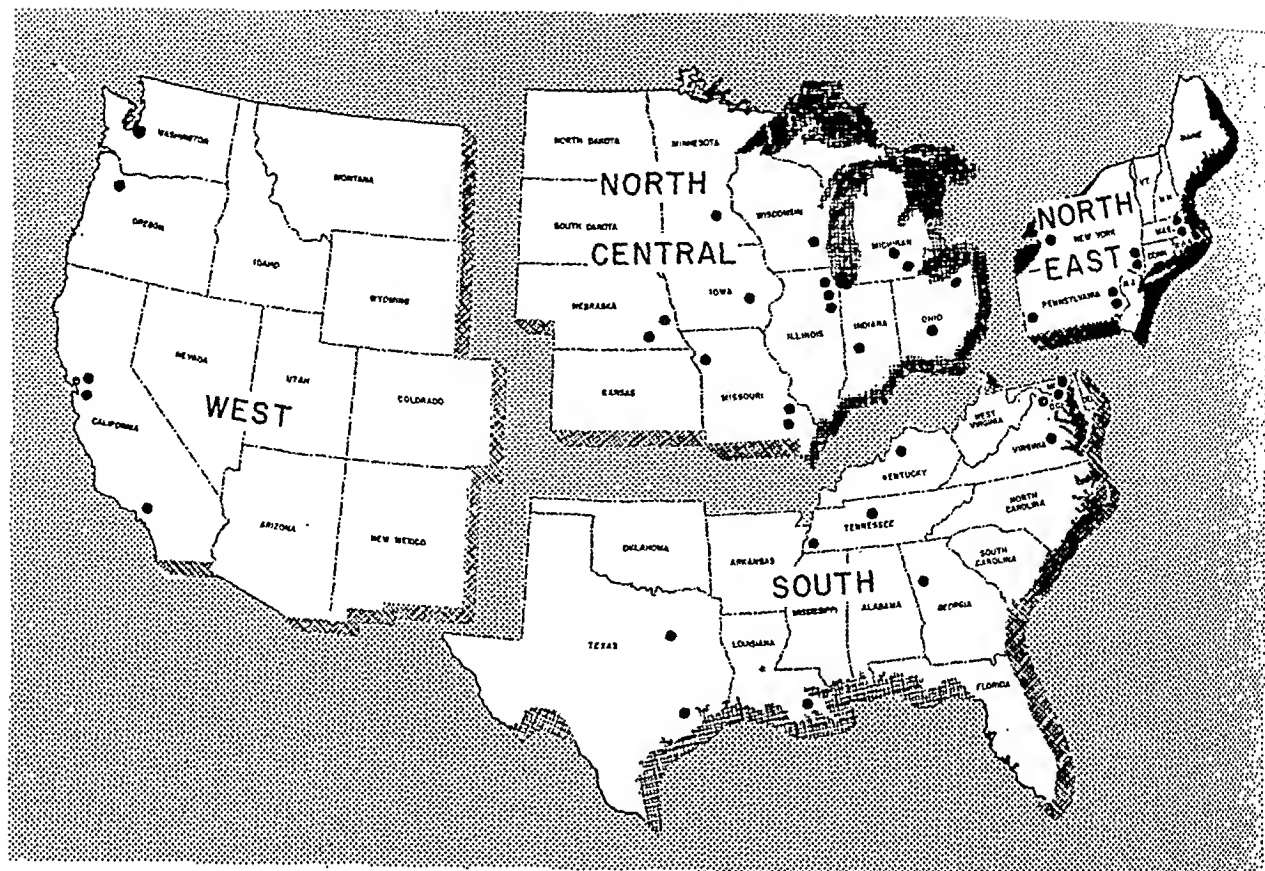 WASHINGTON
MONTANA
OREGON
IDAHO
WYOMING
NEVADA
UTAH
COLORADO
WEST
CALIFORNIA
ARIZONA
NEW MEXICO
NORTH DAKOTA
MINNESOTA
NORTH
SOUTH DAKOTA
WISCONSIN
CENTRAL
MICHIGAN
NEBRASKA
IOWA
ILLINOIS
INDIANA
OHIO
KANSAS
MISSOURI
MAINE
VT
N.H.
NORTH
NEW YORK
MAS.
EAST
CONN.
PENNSYLVANIA
N.J.
WEST
VIRGINIA
DEL.
VIRGINIA
KENTUCKY
NORTH
CAROLINA
TENNESSEE
OKLAHOMA
ARKANSAS
SOUTH
CAROLINA
SOUTH
MISSISSIPPI
ALABAMA
GEORGIA
TEXAS
LOUISIANA
FLORIDA